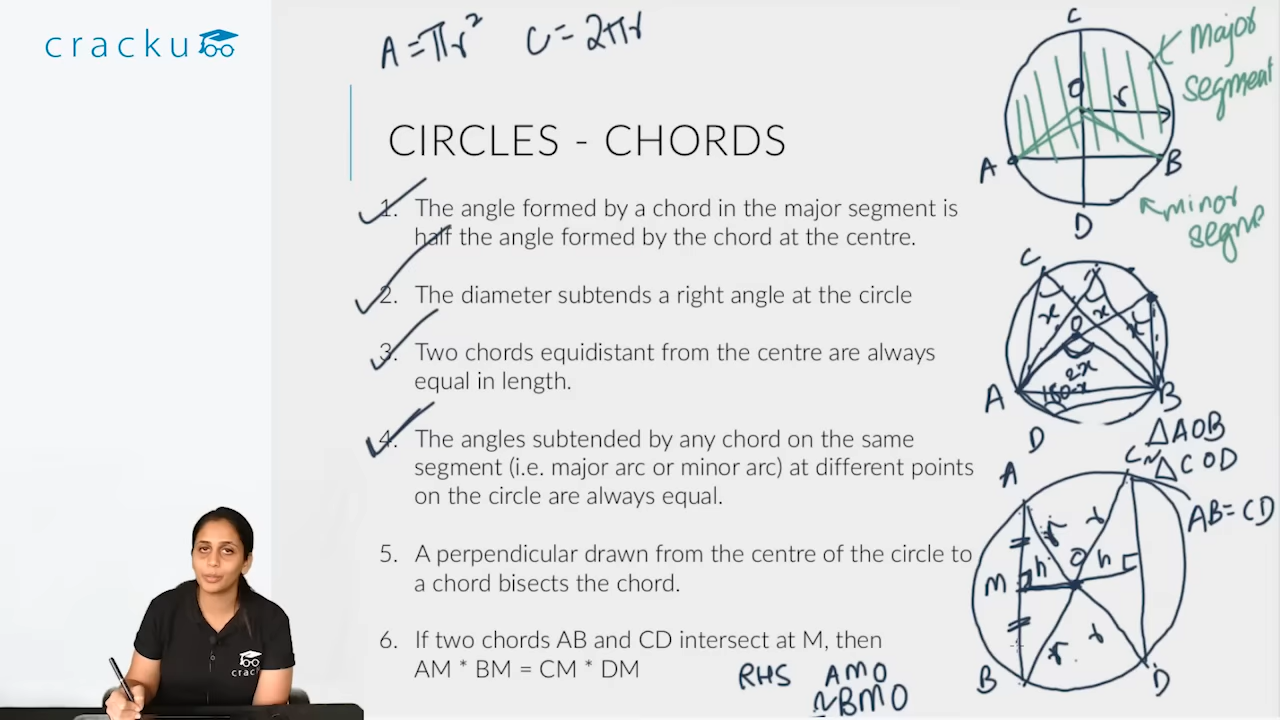 cracku
A = πr² C = 2πr
CIRCLES - CHORDS
1. The angle formed by a chord in the major segment is
half the angle formed by the chord at the centre.
2. The diameter subtends a right angle at the circle
3. Two chords equidistant from the centre are always
equal in length.
4. The angles subtended by any chord on the same
segment (i.e. major arc or minor arc) at different points
on the circle are always equal.
5. A perpendicular drawn from the centre of the circle to
a chord bisects the chord.
6. If two chords AB and CD intersect at M, then
AM * BM = CM * DM
RHS AMO
≅ BMO
C
Major
segment
O
r
A B
D
minor
C
x x x
O
2x
180-x
A B
D
△AOB
△COD
AB = CD
A C
r r
O
M h h
r r
B D